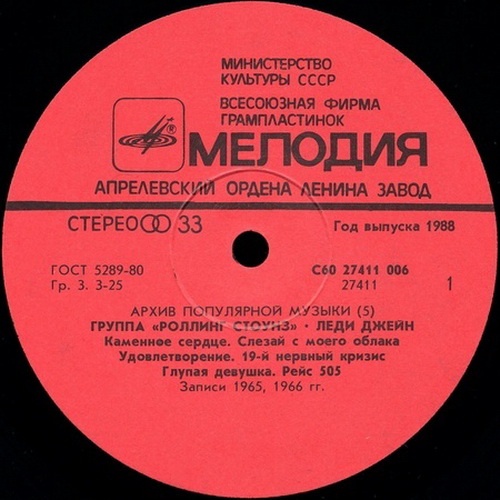 МИНИСТЕРСТВО
КУЛЬТУРЫ СССР
ВСЕСОЮЗНАЯ ФИРМА
ГРАМПЛАСТИНОК
® МЕЛОДИЯ
АПРЕЛЕВСКИЙ ОРДЕНА ЛЕНИНА ЗАВОД
СТЕРЕО 33
Год выпуска 1988
ГОСТ 5289-80
Гр. 3. 3-25
С60 27411 006
27411
1
АРХИВ ПОПУЛЯРНОЙ МУЗЫКИ (5)
ГРУППА «РОЛЛИНГ СТОУНЗ» · ЛЕДИ ДЖЕЙН
Каменное сердце. Слезай с моего облака
Удовлетворение. 19-й нервный кризис
Глупая девушка. Рейс 505
Записи 1965, 1966 гг.